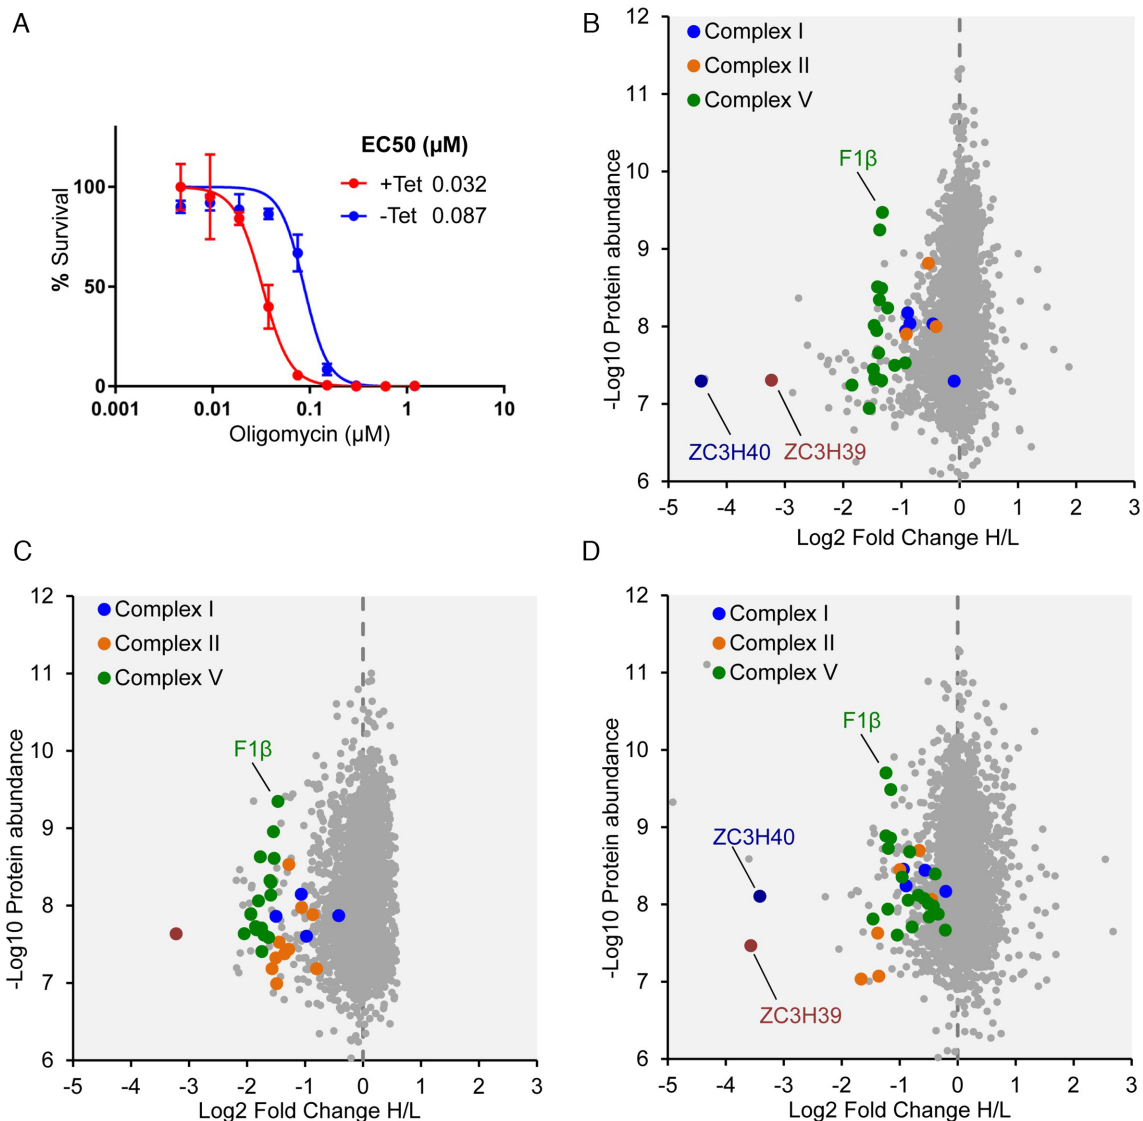 A
EC50 (µM)
+Tet 0.032
-Tet 0.087
% Survival
100
50
0
0.001 0.01 0.1 1 10
Oligomycin (µM)
B
Complex I
Complex II
Complex V
F1β
ZC3H40 ZC3H39
-Log10 Protein abundance
12
11
10
9
8
7
6
-5 -4 -3 -2 -1 0 1 2 3
Log2 Fold Change H/L
C
Complex I
Complex II
Complex V
F1β
-Log10 Protein abundance
12
11
10
9
8
7
6
-5 -4 -3 -2 -1 0 1 2 3
Log2 Fold Change H/L
D
Complex I
Complex II
Complex V
F1β
ZC3H40
ZC3H39
-Log10 Protein abundance
12
11
10
9
8
7
6
-5 -4 -3 -2 -1 0 1 2 3
Log2 Fold Change H/L